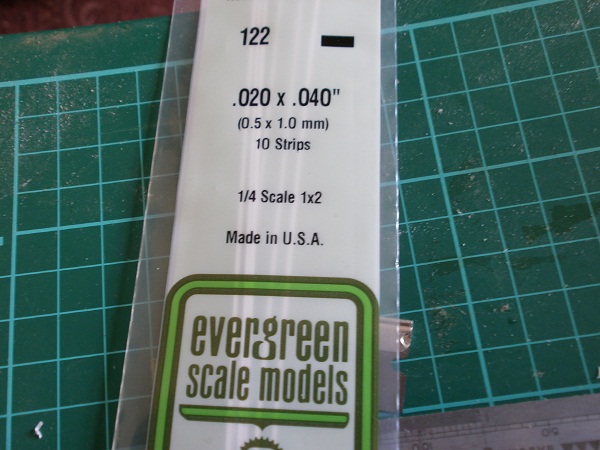 122
.020 x .040"
(0.5 x 1.0 mm)
10 Strips
1/4 Scale 1x2
Made in U.S.A.
evergreen
scale models